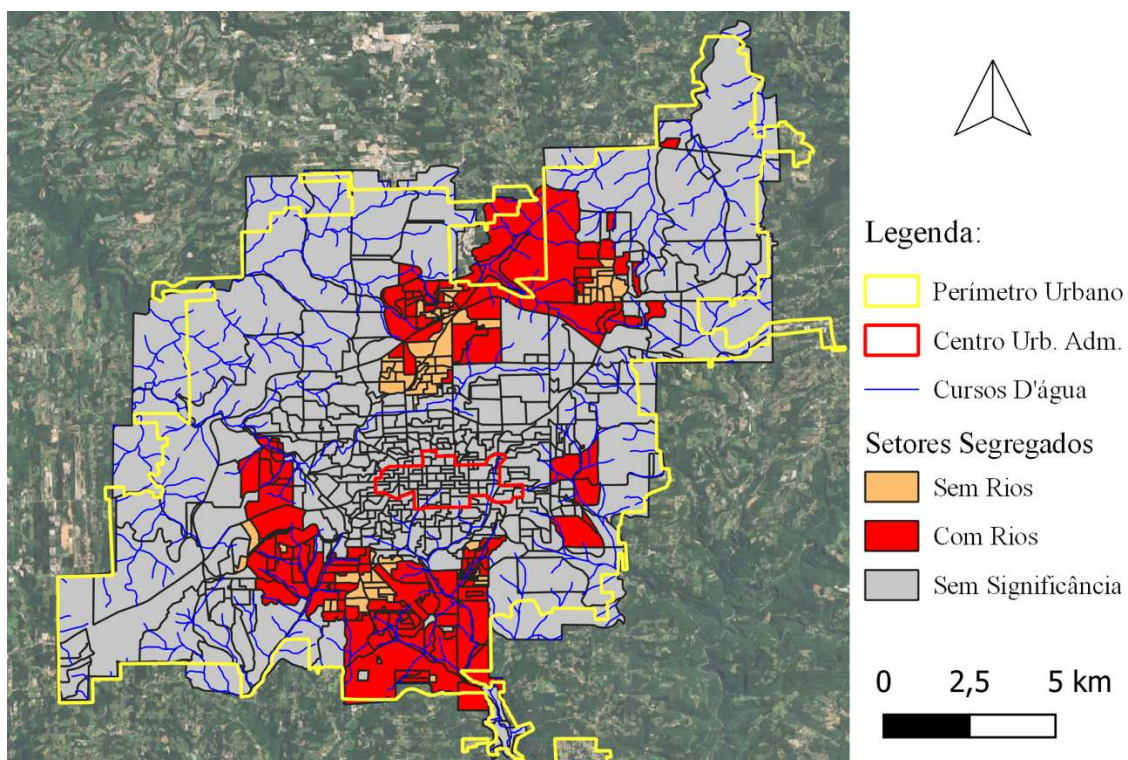 Legenda:
Perímetro Urbano
Centro Urb. Adm.
Cursos D'água
Setores Segregados
Sem Rios
Com Rios
Sem Significância
0 2,5 5 km